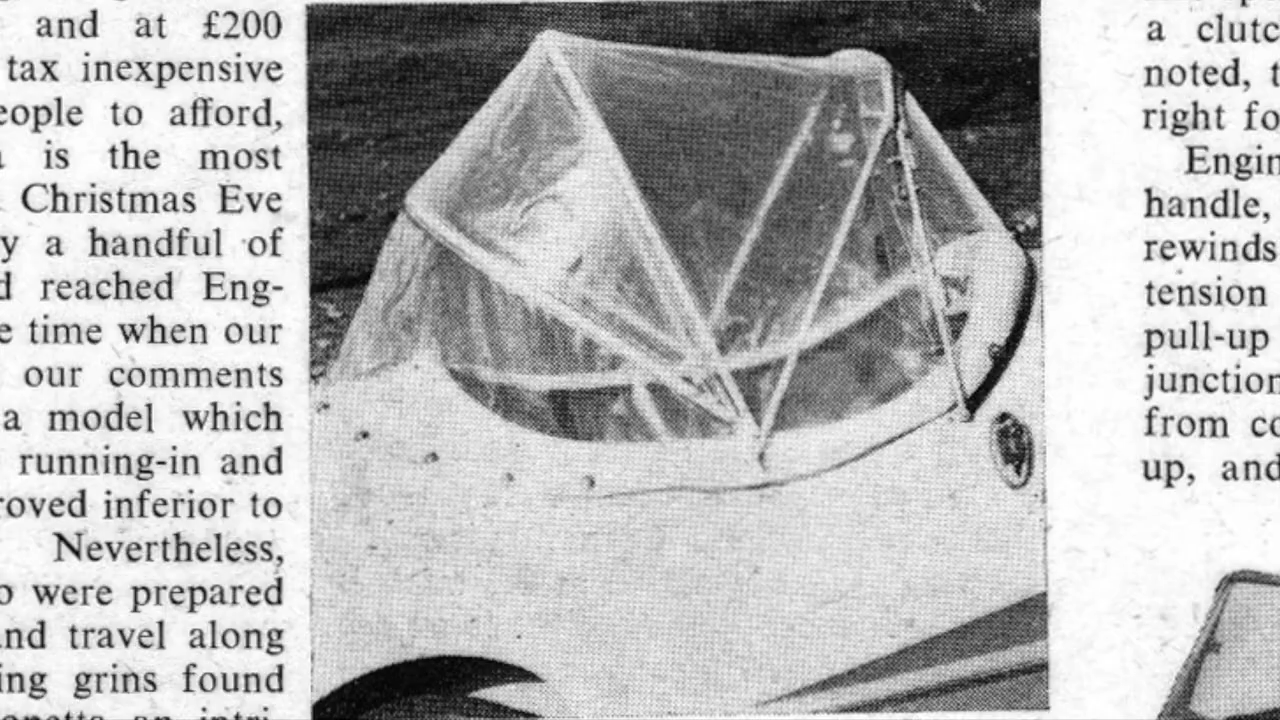 and at £200
tax inexpensive
eople to afford,
is the most
Christmas Eve
y a handful of
d reached Eng-
e time when our
our comments
a model which
running-in and
roved inferior to
Nevertheless,
o were prepared
nd travel along
ing grins found
a clutc
noted, t
right fo
Engin
handle,
rewinds
tension
pull-up
junction
from co
up, and